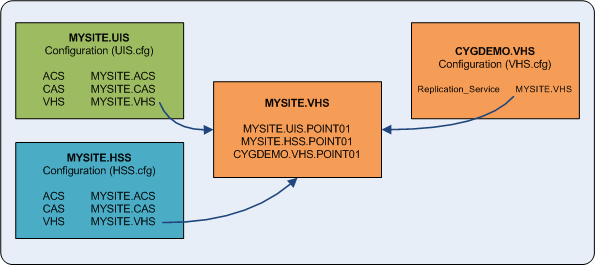 MYSITE.UIS
Configuration (UIS.cfg)
ACS MYSITE.ACS
CAS MYSITE.CAS
VHS MYSITE.VHS
MYSITE.HSS
Configuration (HSS.cfg)
ACS MYSITE.ACS
CAS MYSITE.CAS
VHS MYSITE.VHS
MYSITE.VHS
MYSITE.UIS.POINT01
MYSITE.HSS.POINT01
CYGDEMO.VHS.POINT01
CYGDEMO.VHS
Configuration (VHS.cfg)
Replication_Service MYSITE.VHS